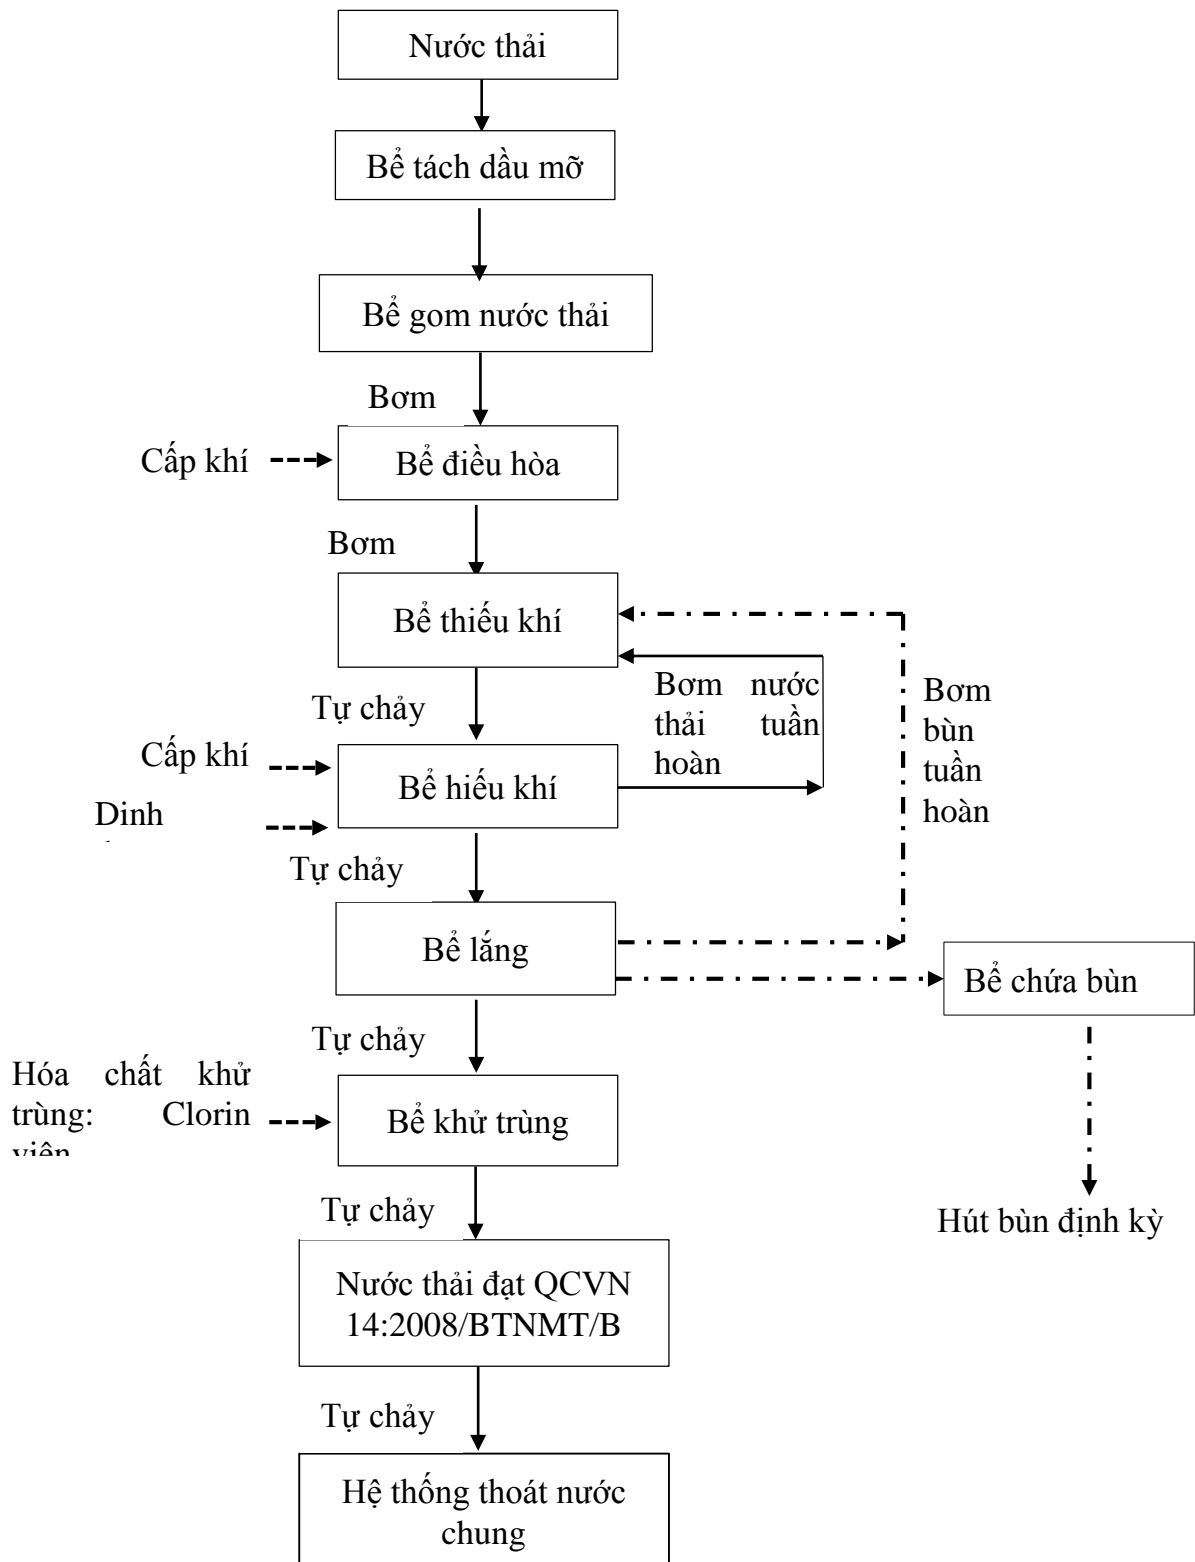 Nước thải
Bể tách dầu mỡ
Bể gom nước thải
Bơm
Cấp khí
Bể điều hòa
Bơm
Bể thiếu khí
Tự chảy
Bơm nước
thải tuần
hoàn
Bơm
bùn
tuần
hoàn
Cấp khí
Bể hiếu khí
Dinh
Tự chảy
Bể lắng
Bể chứa bùn
Tự chảy
Hóa chất khử
trùng: Clorin
viên
Bể khử trùng
Tự chảy
Hút bùn định kỳ
Nước thải đạt QCVN
14:2008/BTNMT/B
Tự chảy
Hệ thống thoát nước
chung